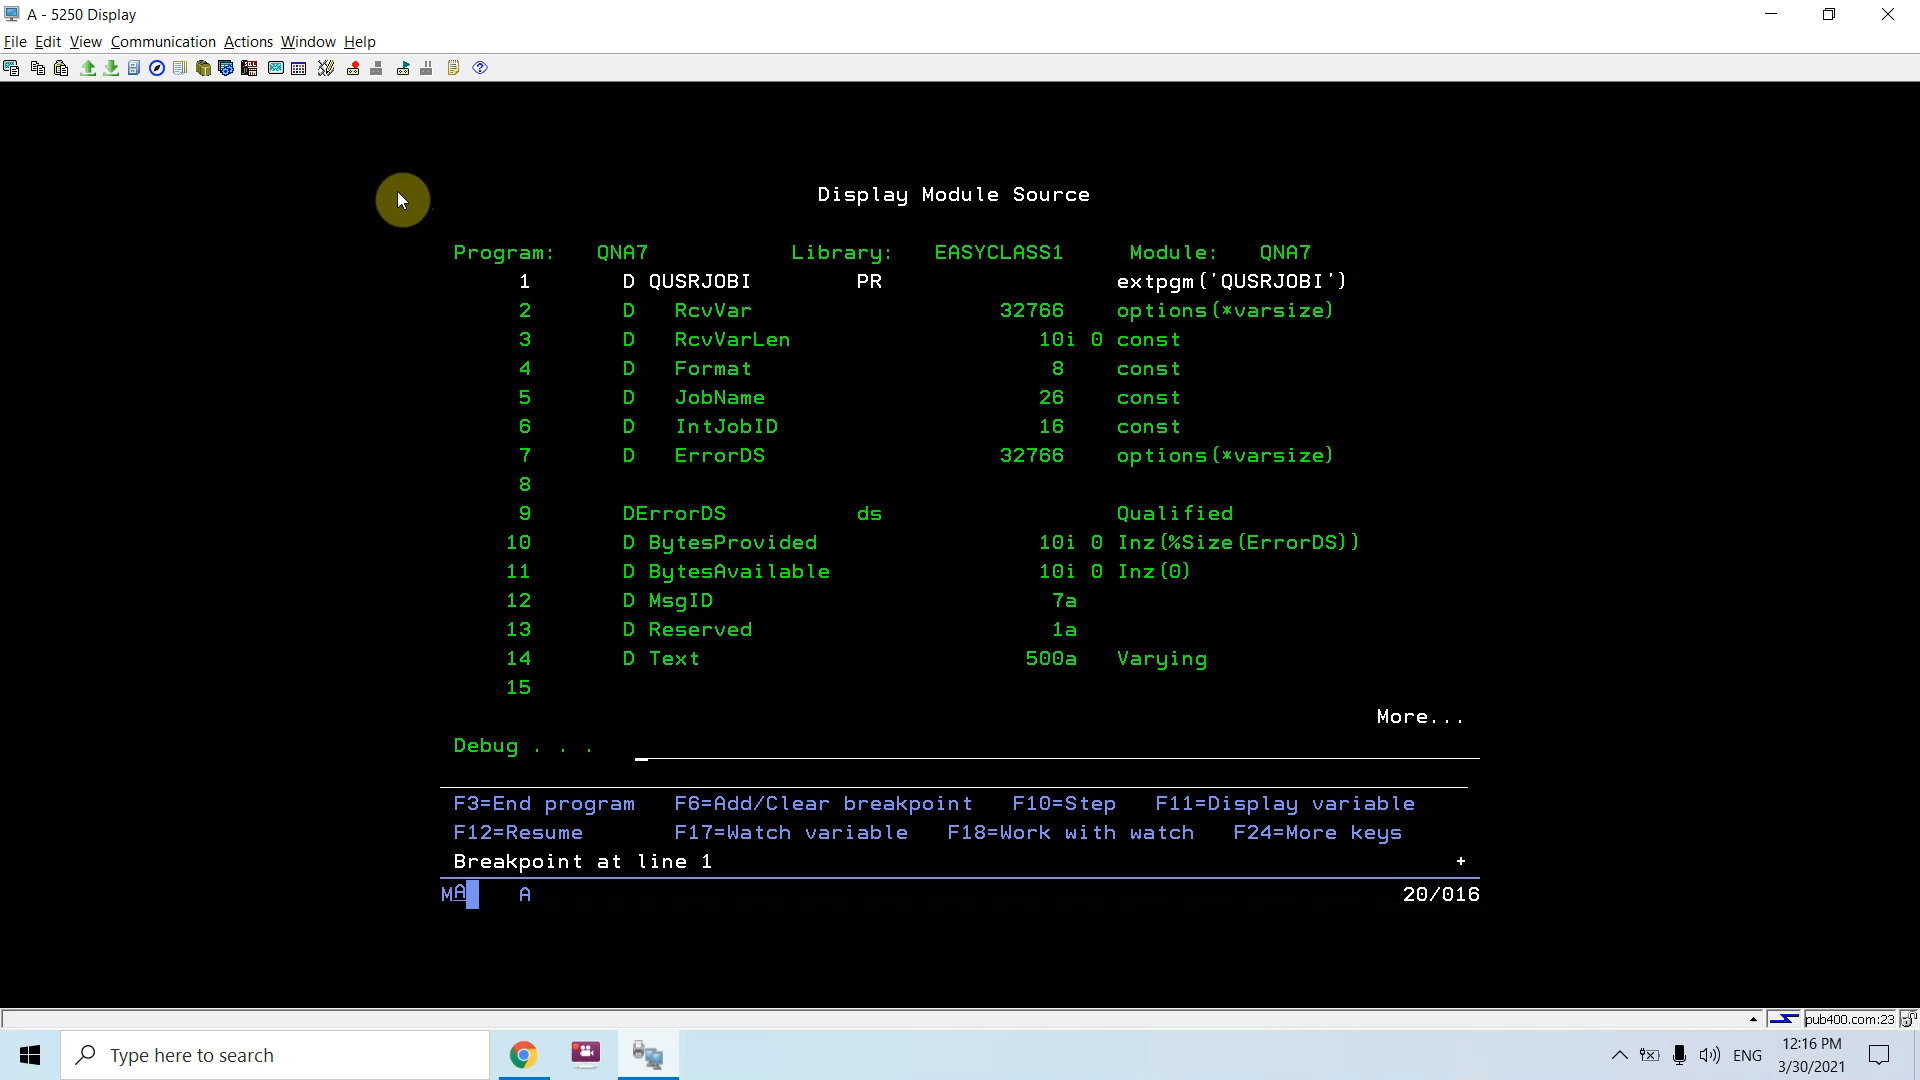 A - 5250 Display
File Edit View Communication Actions Window Help
Display Module Source
Program: QNA7 Library: EASYCLASS1 Module: QNA7
1 D QUSRJOBI PR extpgm('QUSRJOBI')
2 D RcvVar 32766 options(*varsize)
3 D RcvVarLen 10i 0 const
4 D Format 8 const
5 D JobName 26 const
6 D IntJobID 16 const
7 D ErrorDS 32766 options(*varsize)
8
9 DErrorDS ds Qualified
10 D BytesProvided 10i 0 Inz(%Size(ErrorDS))
11 D BytesAvailable 10i 0 Inz(0)
12 D MsgID 7a
13 D Reserved 1a
14 D Text 500a Varying
15
More...
Debug . . .
F3=End program F6=Add/Clear breakpoint F10=Step F11=Display variable
F12=Resume F17=Watch variable F18=Work with watch F24=More keys
Breakpoint at line 1 +
MA A 20/016
pub400.com:23
Type here to search
ENG
12:16 PM
3/30/2021